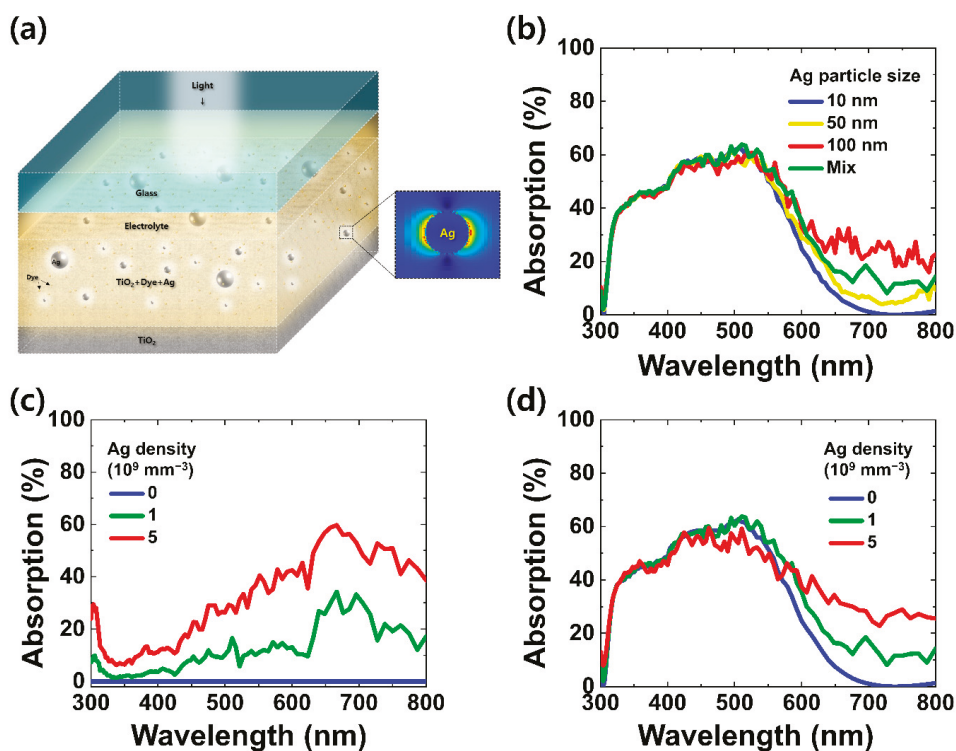 (a)
Light
↓
Glass
Electrolyte
Ag
Dye
TiO₂+Dye+Ag
TiO₂
Ag
(b)
100
80
60
40
20
0
Absorption (%)
Ag particle size
10 nm
50 nm
100 nm
Mix
300 400 500 600 700 800
Wavelength (nm)
(c)
100
80
60
40
20
0
Absorption (%)
Ag density
(10⁹ mm⁻³)
0
1
5
300 400 500 600 700 800
Wavelength (nm)
(d)
100
80
60
40
20
0
Absorption (%)
Ag density
(10⁹ mm⁻³)
0
1
5
300 400 500 600 700 800
Wavelength (nm)